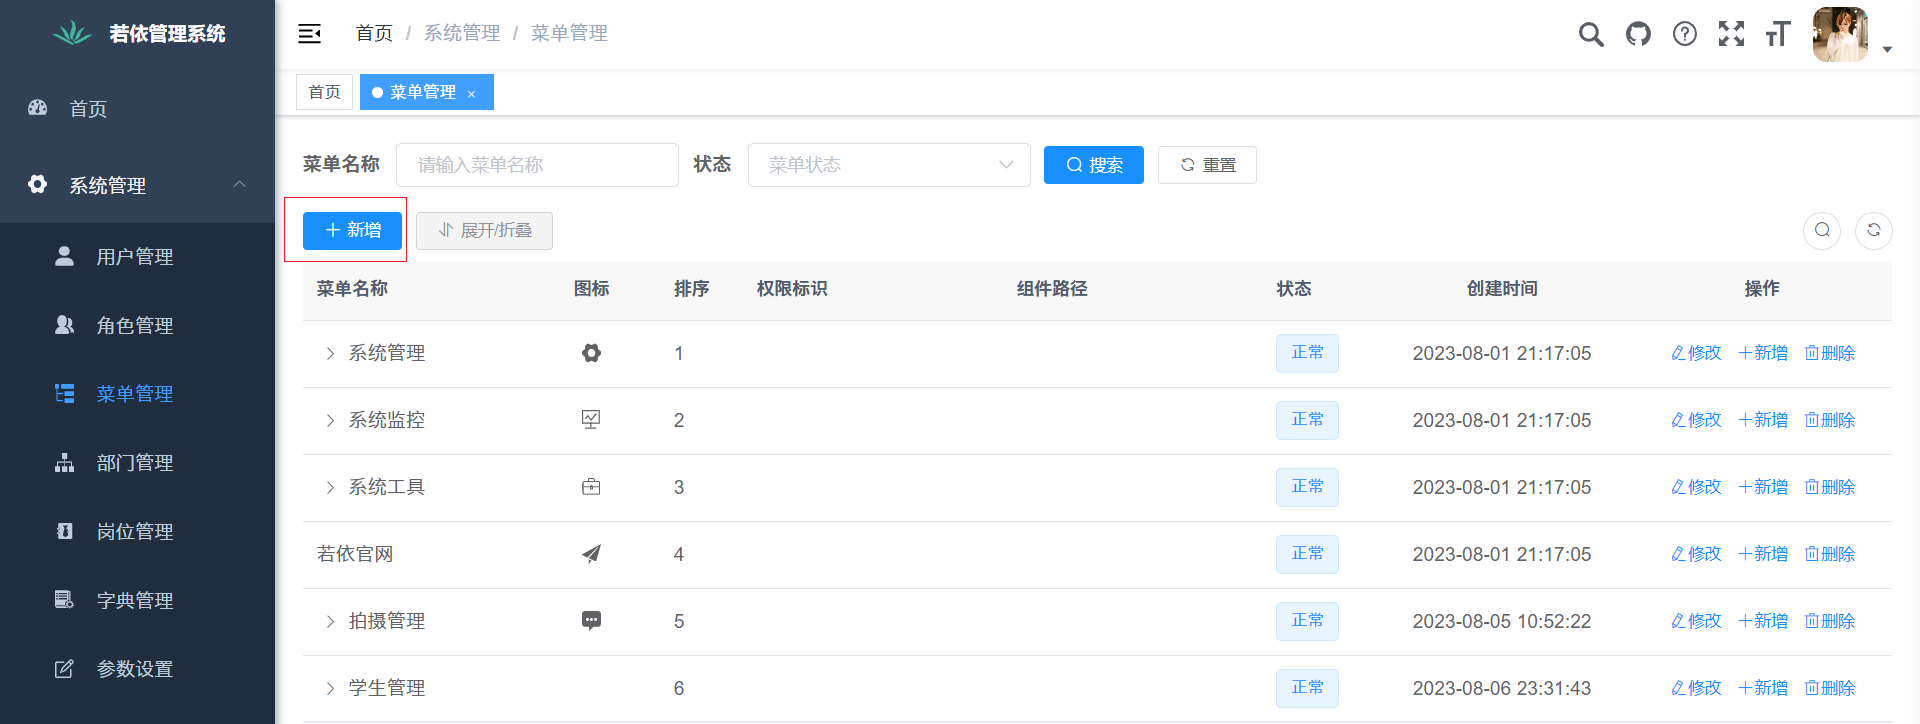 若依管理系统
首页
系统管理
用户管理
角色管理
菜单管理
部门管理
岗位管理
字典管理
参数设置
首页 / 系统管理 / 菜单管理
首页 菜单管理 ×
菜单名称 请输入菜单名称 状态 菜单状态 搜索 重置
新增 展开/折叠
菜单名称 图标 排序 权限标识 组件路径 状态 创建时间 操作
系统管理 1 正常 2023-08-01 21:17:05 修改 新增 删除
系统监控 2 正常 2023-08-01 21:17:05 修改 新增 删除
系统工具 3 正常 2023-08-01 21:17:05 修改 新增 删除
若依官网 4 正常 2023-08-01 21:17:05 修改 新增 删除
拍摄管理 5 正常 2023-08-05 10:52:22 修改 新增 删除
学生管理 6 正常 2023-08-06 23:31:43 修改 新增 删除